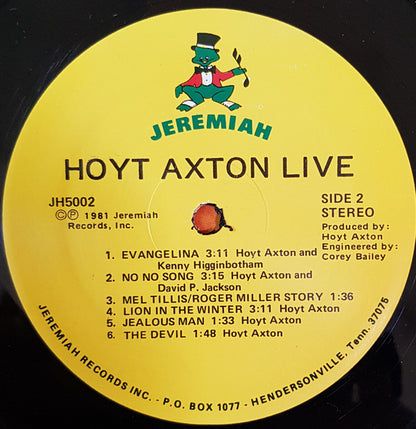 JEREMIAH
HOYT AXTON LIVE
JH5002
©Ⓟ 1981 Jeremiah
Records, Inc.
SIDE 2
STEREO
Produced by:
Hoyt Axton
Engineered by:
Corey Bailey
1. EVANGELINA 3:11 Hoyt Axton and
Kenny Higginbotham
2. NO NO SONG 3:15 Hoyt Axton and
David P. Jackson
3. MEL TILLIS/ROGER MILLER STORY 1:36
4. LION IN THE WINTER 3:11 Hoyt Axton
5. JEALOUS MAN 1:33 Hoyt Axton
6. THE DEVIL 1:48 Hoyt Axton
JEREMIAH RECORDS INC. - P.O. BOX 1077 - HENDERSONVILLE, Tenn. 37075